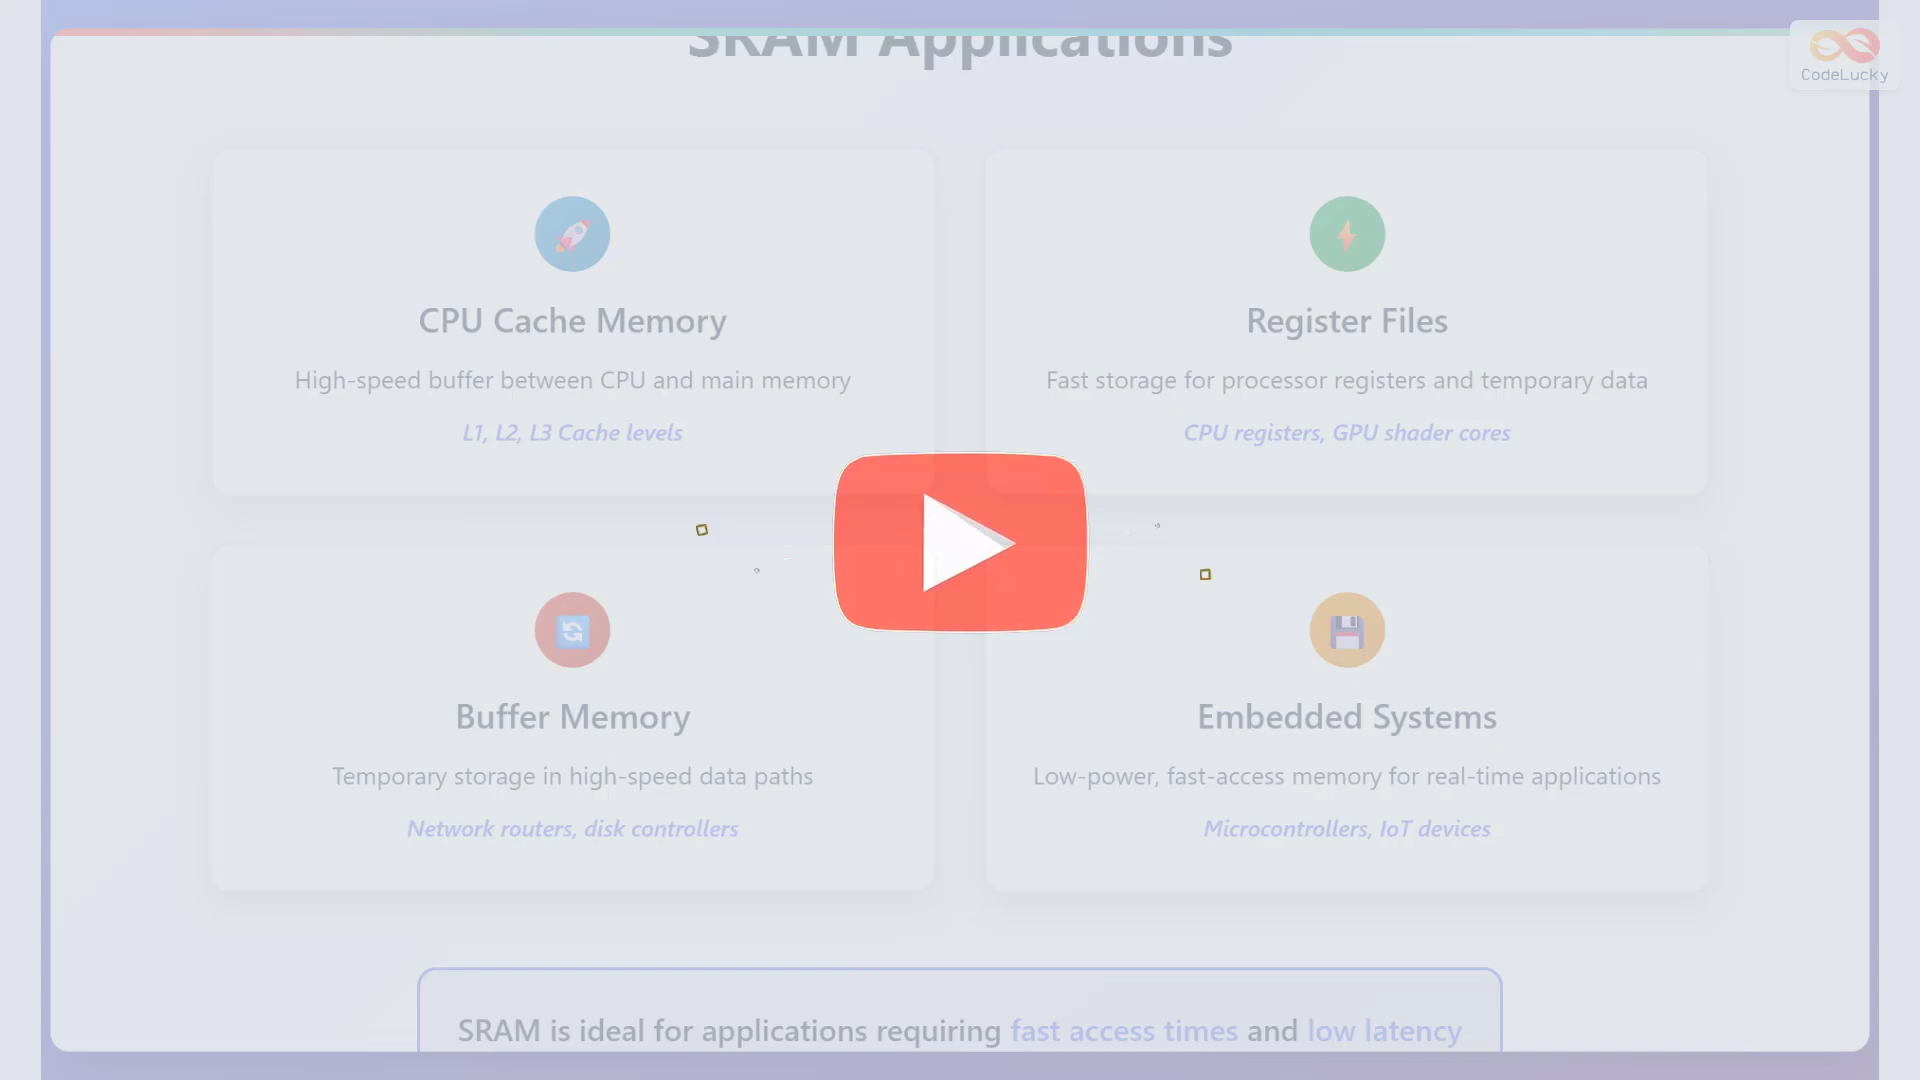 SRAM Applications
CodeLucky
CPU Cache Memory
High-speed buffer between CPU and main memory
L1, L2, L3 Cache levels
Register Files
Fast storage for processor registers and temporary data
CPU registers, GPU shader cores
Buffer Memory
Temporary storage in high-speed data paths
Network routers, disk controllers
Embedded Systems
Low-power, fast-access memory for real-time applications
Microcontrollers, IoT devices
SRAM is ideal for applications requiring fast access times and low latency